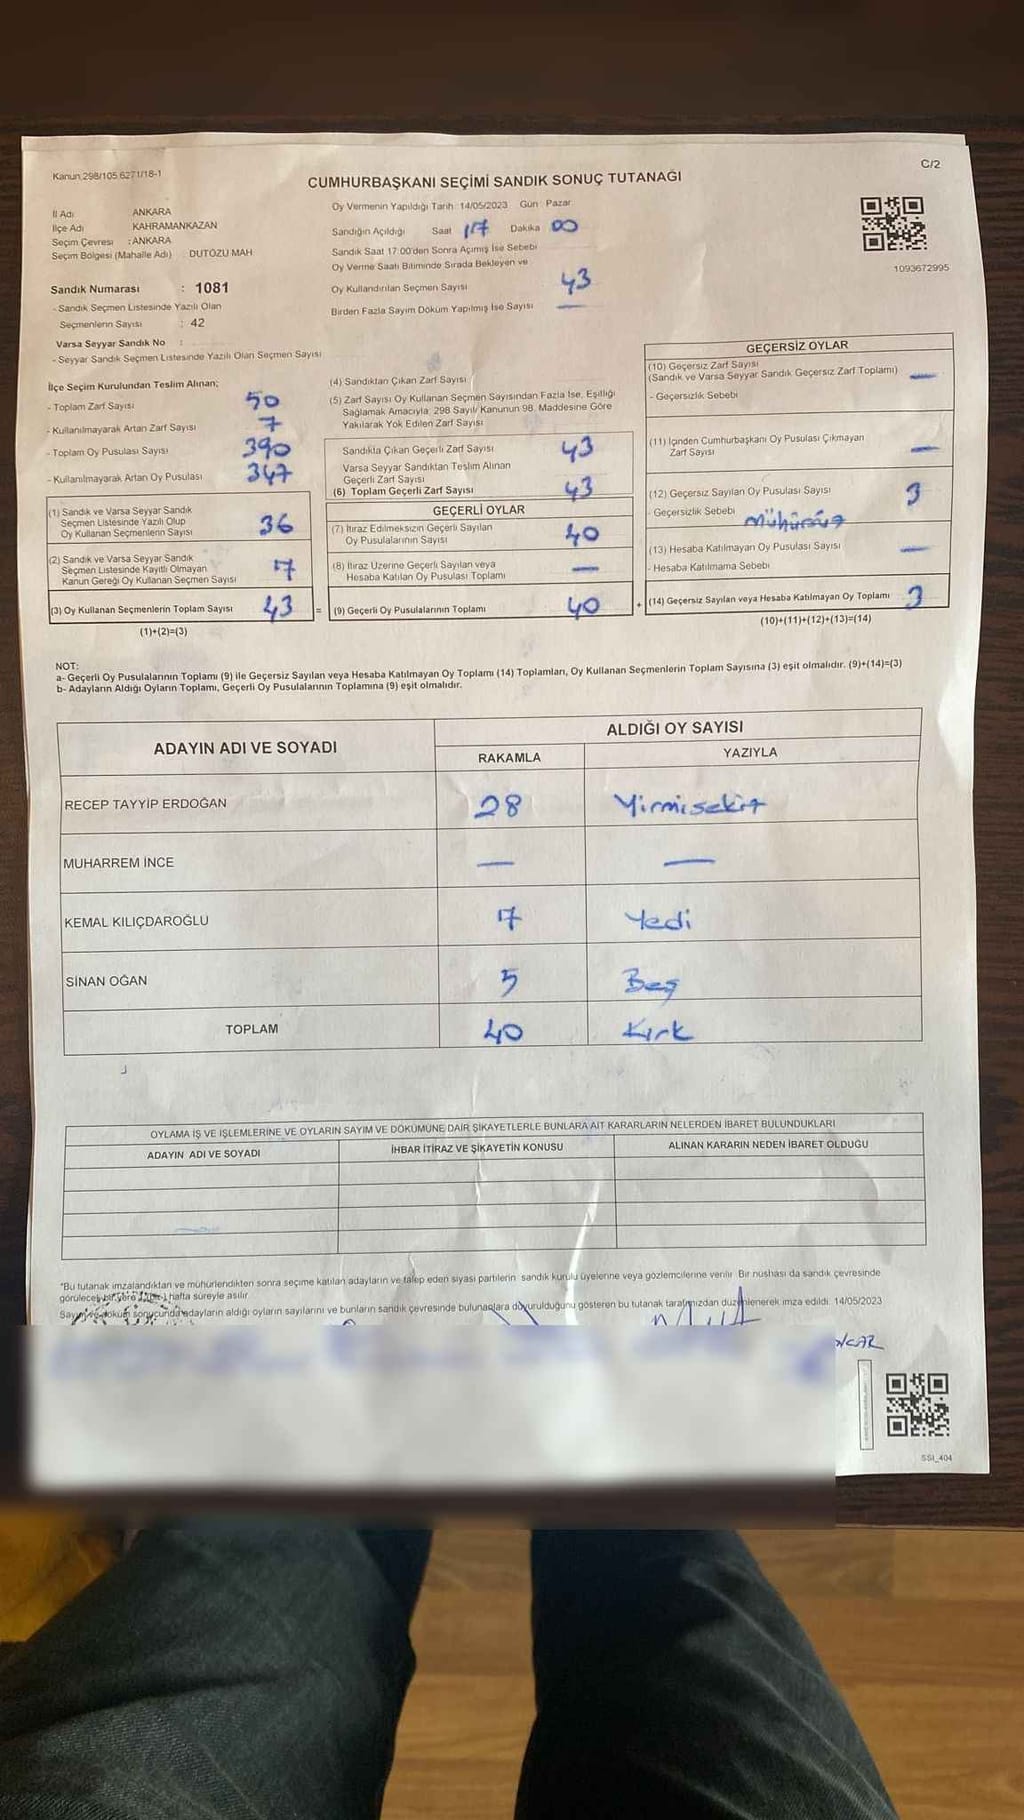 Kanun 298/105 6271/18-1
C/2
CUMHURBAŞKANI SEÇİMİ SANDIK SONUÇ TUTANAĞI
İl Adı ANKARA
İlçe Adı KAHRAMANKAZAN
Seçim Çevresi : ANKARA
Seçim Bölgesi (Mahalle Adı) : DUTÖZÜ MAH
Sandık Numarası : 1081
- Sandık Seçmen Listesinde Yazılı Olan
Seçmenlerin Sayısı : 42
Varsa Seyyar Sandık No :
- Seyyar Sandık Seçmen Listesinde Yazılı Olan Seçmen Sayısı
Oy Vermenin Yapıldığı Tarih: 14/05/2023 Gün: Pazar
Sandığın Açıldığı Saat 17 Dakika 00
Sandık Saat 17:00'den Sonra Açımış İse Sebebi
Oy Verme Saati Bitiminde Sırada Bekleyen ve
Oy Kullandırılan Seçmen Sayısı 43
Birden Fazla Sayım Döküm Yapılmış İse Sayısı —
1093672995
İlçe Seçim Kurulundan Teslim Alınan;
- Toplam Zarf Sayısı 50
- Kullanılmayarak Artan Zarf Sayısı 7
- Toplam Oy Pusulası Sayısı 390
- Kullanılmayarak Artan Oy Pusulası 347
(1) Sandık ve Varsa Seyyar Sandık
Seçmen Listesinde Yazılı Olup
Oy Kullanan Seçmenlerin Sayısı 36
(2) Sandık ve Varsa Seyyar Sandık
Seçmen Listesinde Kayıtlı Olmayan
Kanun Gereği Oy Kullanan Seçmen Sayısı 7
(3) Oy Kullanan Seçmenlerin Toplam Sayısı 43 =
(1)+(2)=(3)
(4) Sandıktan Çıkan Zarf Sayısı
(5) Zarf Sayısı Oy Kullanan Seçmen Sayısından Fazla İse, Eşitliği
Sağlamak Amacıyla, 298 Sayılı Kanunun 98. Maddesine Göre
Yakılarak Yok Edilen Zarf Sayısı
Sandıkta Çıkan Geçerli Zarf Sayısı 43
Varsa Seyyar Sandıktan Teslim Alınan
Geçerli Zarf Sayısı
(6) Toplam Geçerli Zarf Sayısı 43
GEÇERLİ OYLAR
(7) İtiraz Edilmeksizin Geçerli Sayılan
Oy Pusulalarının Sayısı 40
(8) İtiraz Üzerine Geçerli Sayılan veya
Hesaba Katılan Oy Pusulası Toplamı —
(9) Geçerli Oy Pusulalarının Toplamı 40 +
GEÇERSİZ OYLAR
(10) Geçersiz Zarf Sayısı
(Sandık ve Varsa Seyyar Sandık Geçersiz Zarf Toplamı) —
- Geçersizlik Sebebi
(11) İçinden Cumhurbaşkanı Oy Pusulası Çıkmayan
Zarf Sayısı —
(12) Geçersiz Sayılan Oy Pusulası Sayısı 3
- Geçersizlik Sebebi Mühürsüz
(13) Hesaba Katılmayan Oy Pusulası Sayısı —
- Hesaba Katılmama Sebebi
(14) Geçersiz Sayılan veya Hesaba Katılmayan Oy Toplamı 3
(10)+(11)+(12)+(13)=(14)
NOT:
a- Geçerli Oy Pusulalarının Toplamı (9) ile Geçersiz Sayılan veya Hesaba Katılmayan Oy Toplamı (14) Toplamları, Oy Kullanan Seçmenlerin Toplam Sayısına (3) eşit olmalıdır. (9)+(14)=(3)
b- Adayların Aldığı Oyların Toplamı, Geçerli Oy Pusulalarının Toplamına (9) eşit olmalıdır.
ADAYIN ADI VE SOYADI
ALDIĞI OY SAYISI
RAKAMLA YAZIYLA
RECEP TAYYİP ERDOĞAN 28 Yirmisekiz
MUHARREM İNCE — —
KEMAL KILIÇDAROĞLU 7 Yedi
SİNAN OĞAN 5 Beş
TOPLAM 40 Kırk
OYLAMA İŞ VE İŞLEMLERİNE VE OYLARIN SAYIM VE DÖKÜMÜNE DAİR ŞİKAYETLERLE BUNLARA AİT KARARLARIN NELERDEN İBARET BULUNDUKLARI
ADAYIN ADI VE SOYADI İHBAR İTİRAZ VE ŞİKAYETİN KONUSU ALINAN KARARIN NEDEN İBARET OLDUĞU
*Bu tutanak imzalandıktan ve mühürlendikten sonra seçime katılan adayların ve talep eden siyasi partilerin sandık kurulu üyelerine veya gözlemcilerine verilir. Bir nüshası da sandık çevresinde
görülecek bir yere hafta süreyle asılır.
Sayım ve döküm sonucunda adayların aldığı oyların sayılarını ve bunların sandık çevresinde bulunanlara duyurulduğunu gösteren bu tutanak tarafımızdan düzenlenerek imza edildi. 14/05/2023
SSI_404